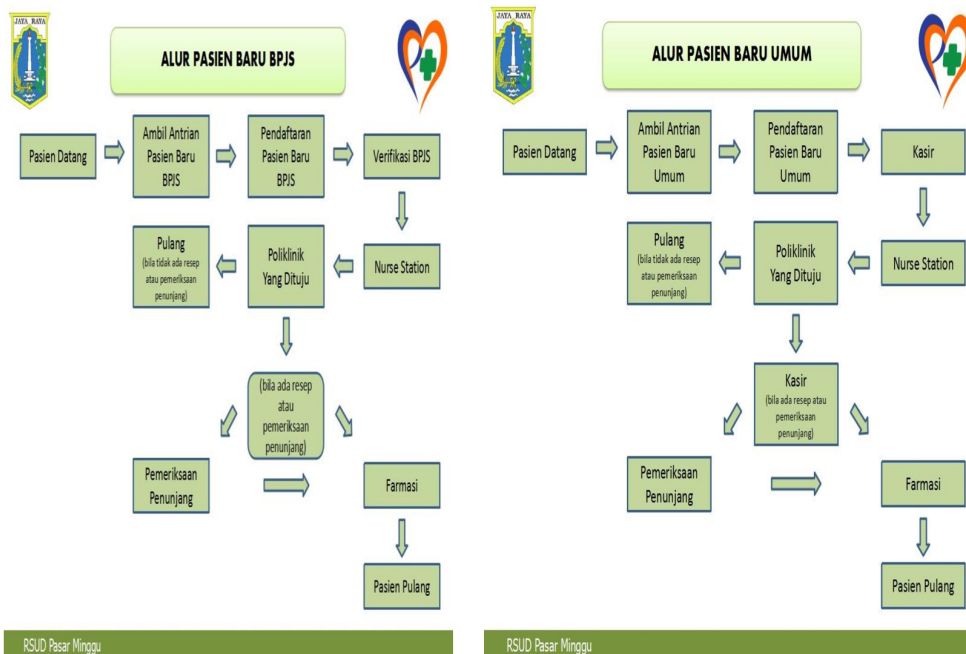 JAYA RAYA
ALUR PASIEN BARU BPJS
Pasien Datang
Ambil Antrian
Pasien Baru
BPJS
Pendaftaran
Pasien Baru
BPJS
Verifikasi BPJS
Nurse Station
Poliklinik
Yang Dituju
Pulang
(bila tidak ada resep
atau pemeriksaan
penunjang)
(bila ada resep
atau
pemeriksaan
penunjang)
Pemeriksaan
Penunjang
Farmasi
Pasien Pulang
RSUD Pasar Minggu
JAYA RAYA
ALUR PASIEN BARU UMUM
Pasien Datang
Ambil Antrian
Pasien Baru
Umum
Pendaftaran
Pasien Baru
Umum
Kasir
Nurse Station
Poliklinik
Yang Dituju
Pulang
(bila tidak ada resep
atau pemeriksaan
penunjang)
Kasir
(bila ada resep atau
pemeriksaan
penunjang)
Pemeriksaan
Penunjang
Farmasi
Pasien Pulang
RSUD Pasar Minggu